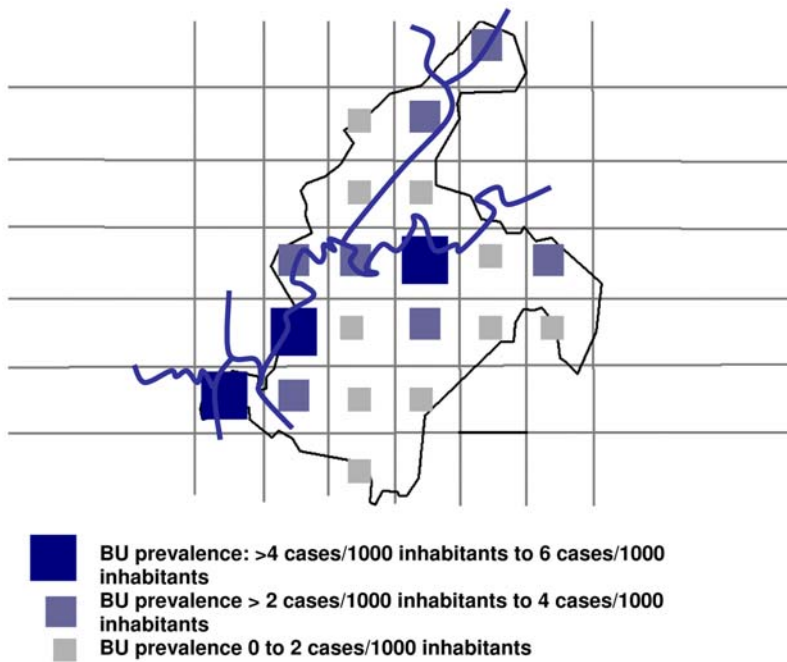 BU prevalence: >4 cases/1000 inhabitants to 6 cases/1000
inhabitants
BU prevalence > 2 cases/1000 inhabitants to 4 cases/1000
inhabitants
BU prevalence 0 to 2 cases/1000 inhabitants